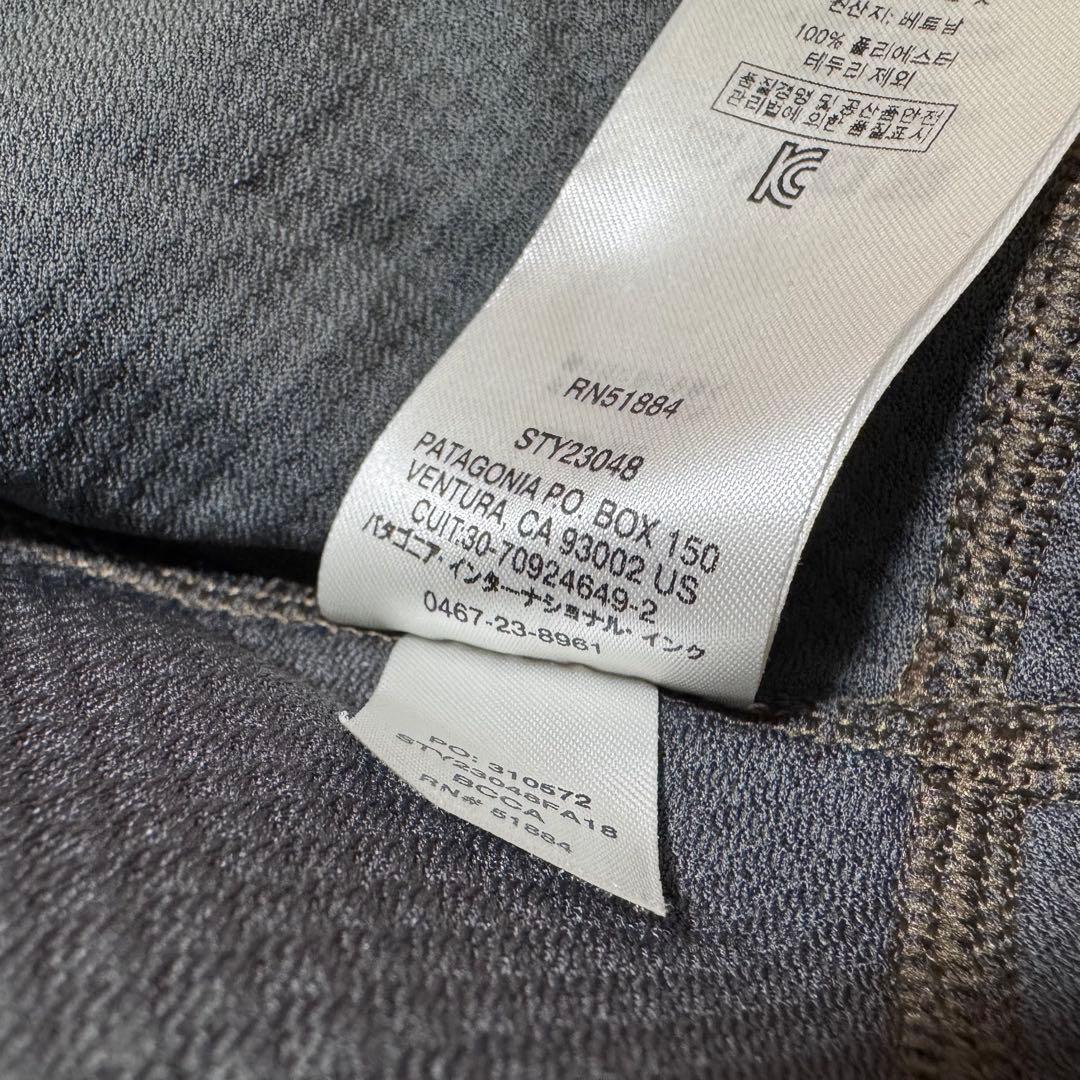 원산지: 베트남
100% 폴리에스터
테두리 제외
품질경영 및 공산품안전
관리법에 의한 품질표시
RN51884
STY23048
PATAGONIA P.O. BOX 150
VENTURA, CA 93002 US
CUIT:30-70924649-2
パタゴニア・インターナショナル・インク
0467-23-8961
PO: 310572
STY23048FA18
BCCA
RN# 51884